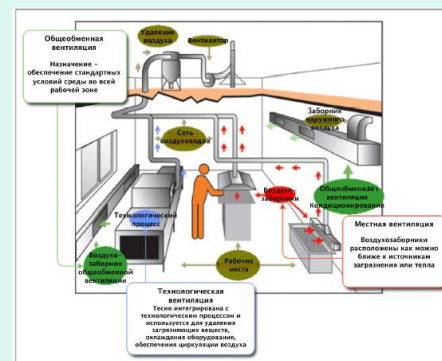 Общеобменная
вентиляция
Назначение –
обеспечение стандартных
условий среды во всей
рабочей зоне
Удаление
воздуха
Вентилятор
Заборник
наружного
воздуха
Сеть
воздуховодов
Воздухо-
заборники
Общеобменная
вентиляция
Кондиционирование
Технологический
процесс
Местная вентиляция
Воздухозаборники
расположены как можно
ближе к источникам
загрязнения или тепла
Воздухо-
заборник
общеобменной
вентиляции
Рабочие
места
Технологическая
вентиляция
Тесно интегрирована с
технологическим процессом и
используется для удаления
загрязняющих веществ,
охлаждения оборудования,
обеспечения циркуляции воздуха